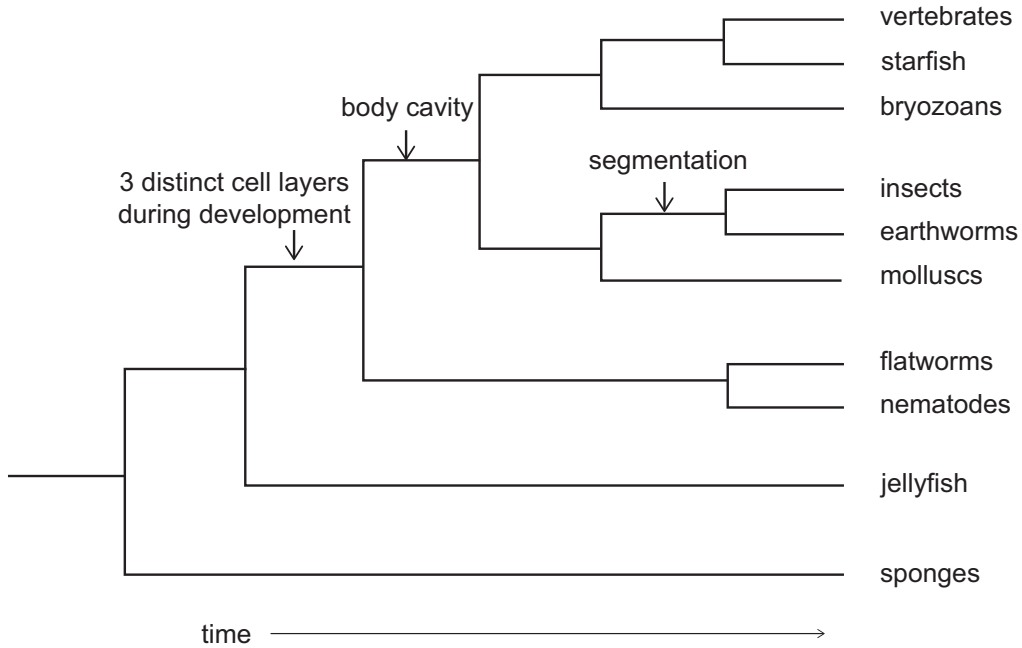 vertebrates
starfish
body cavity
bryozoans
segmentation
3 distinct cell layers
during development
insects
earthworms
molluscs
flatworms
nematodes
jellyfish
sponges
time